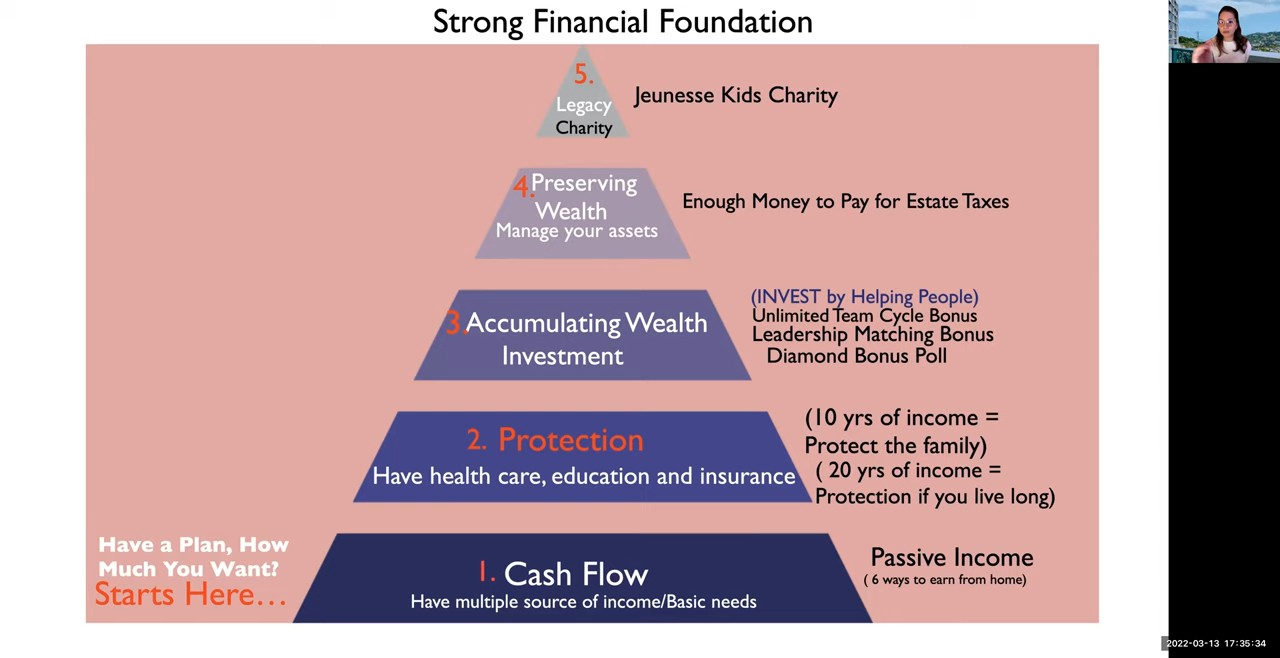 Strong Financial Foundation
5.
Legacy
Charity
Jeunesse Kids Charity
4.
Preserving
Wealth
Manage your assets
Enough Money to Pay for Estate Taxes
3.
Accumulating Wealth
Investment
(INVEST by Helping People)
Unlimited Team Cycle Bonus
Leadership Matching Bonus
Diamond Bonus Poll
2. Protection
Have health care, education and insurance
(10 yrs of income =
Protect the family)
( 20 yrs of income =
Protection if you live long)
Have a Plan, How
Much You Want?
Starts Here...
1. Cash Flow
Have multiple source of income/Basic needs
Passive Income
( 6 ways to earn from home)
2022-03-13 17:35:34